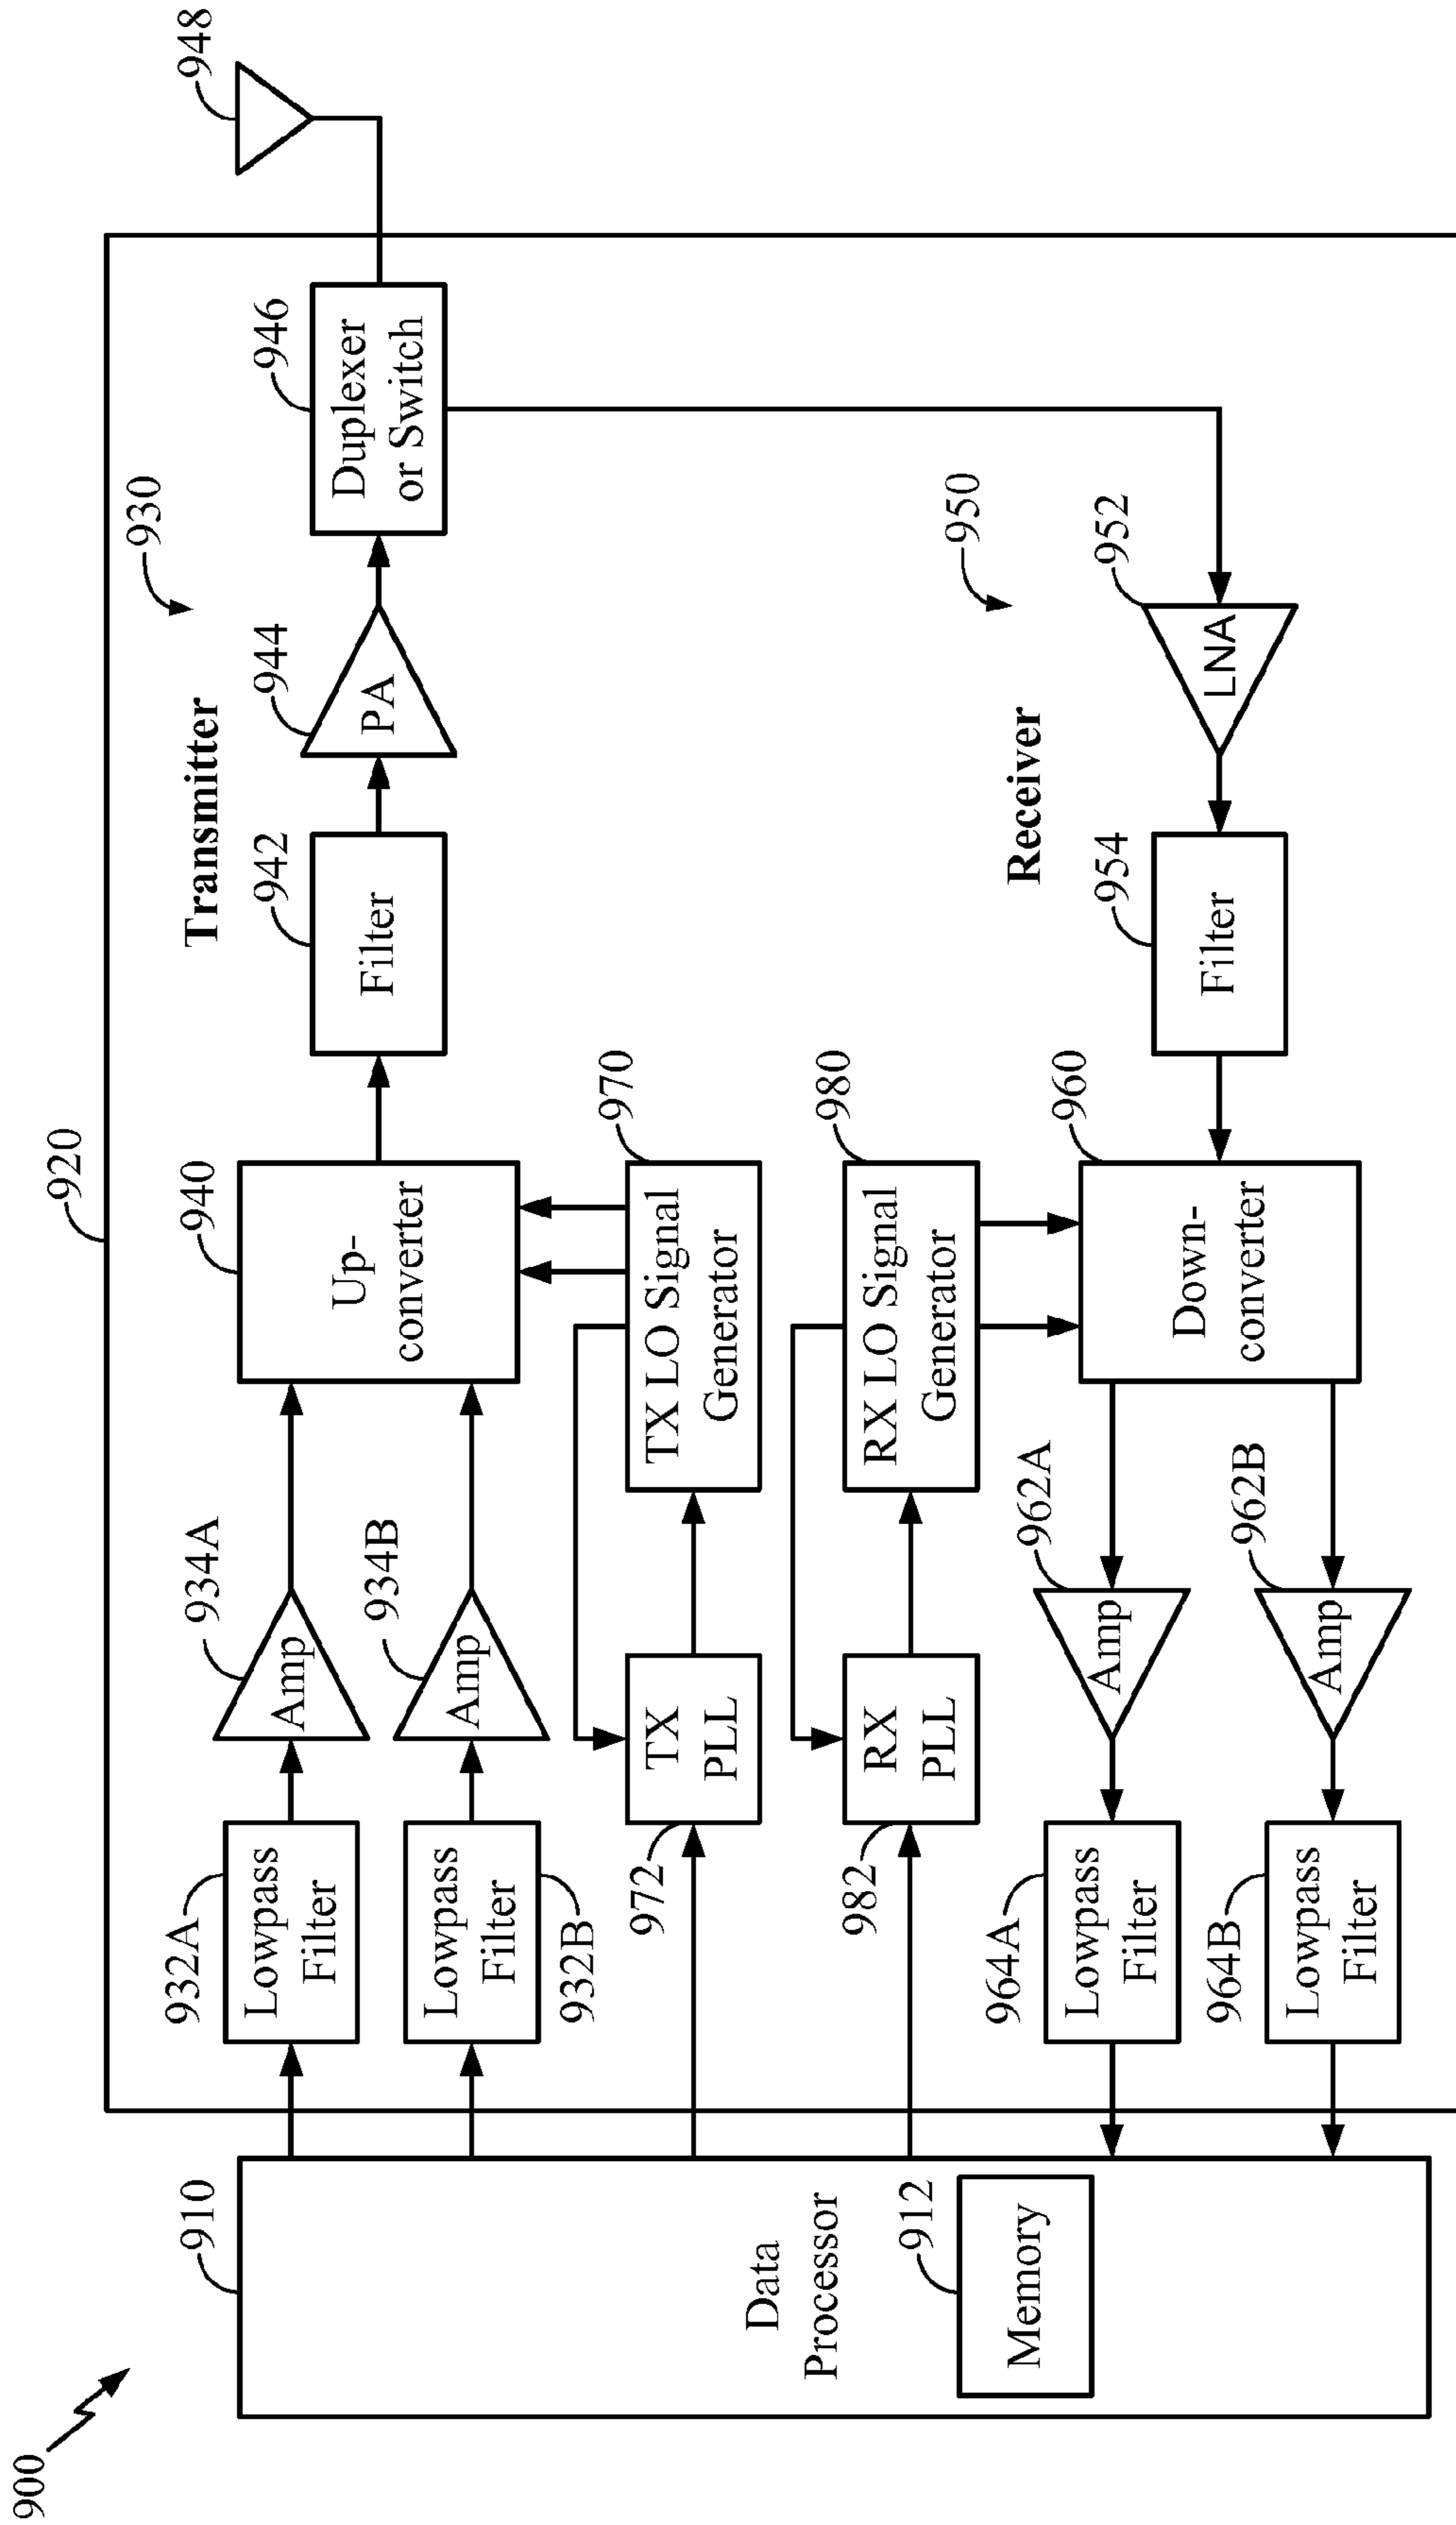 900
920
948
910
932A
934A
940
942
944
930
946
Transmitter
Lowpass
Filter
Amp
Up-
converter
Filter
PA
Duplexer
or Switch
934B
Lowpass
Filter
Amp
932B
970
972
TX
PLL
TX LO Signal
Generator
Data
Processor
980
982
RX
PLL
RX LO Signal
Generator
912
Memory
Receiver
950
964A
962A
960
954
952
Lowpass
Filter
Amp
Down-
converter
Filter
LNA
964B
962B
Lowpass
Filter
Amp